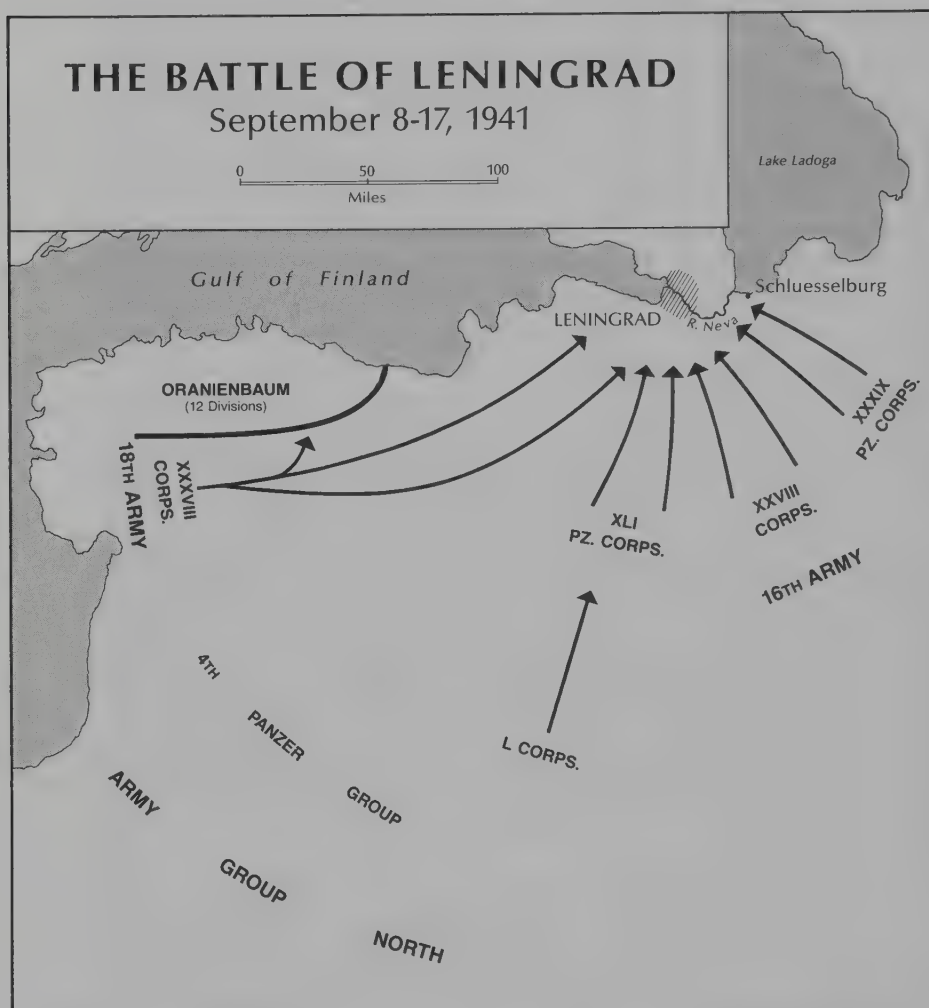 THE BATTLE OF LENINGRAD
September 8-17, 1941
0 50 100
Miles
Lake Ladoga
Gulf of Finland
Schluesselburg
LENINGRAD
R. Neva
ORANIENBAUM
(12 Divisions)
XXXIX
PZ. CORPS.
18TH ARMY
XXXVIII
CORPS.
XLI
PZ. CORPS.
XXVIII
CORPS.
16TH ARMY
4TH
PANZER
GROUP
L CORPS.
ARMY
GROUP
NORTH